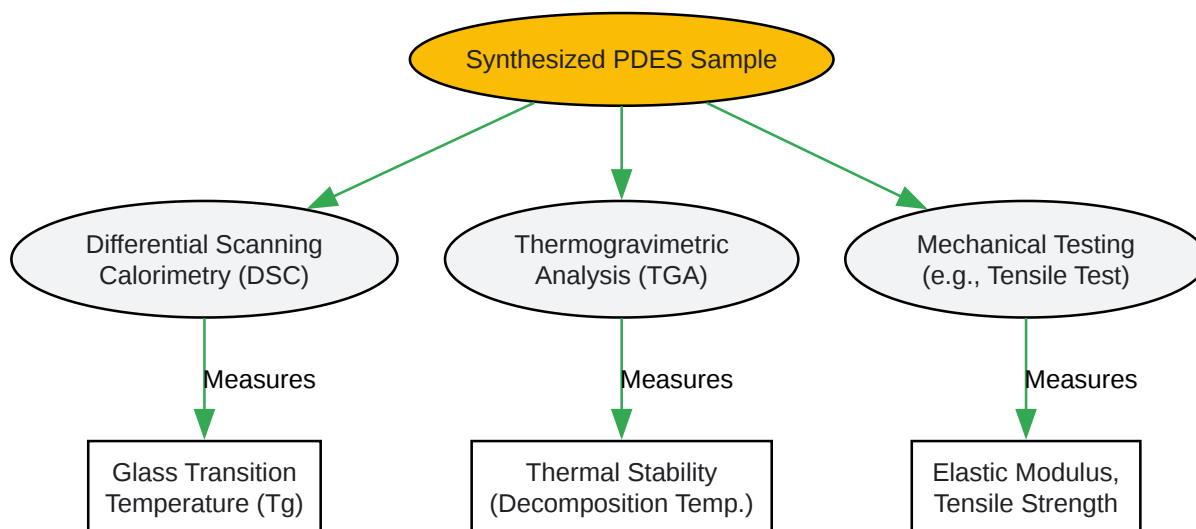 Synthesized PDES Sample
Differential Scanning
Calorimetry (DSC)
Thermogravimetric
Analysis (TGA)
Mechanical Testing
(e.g., Tensile Test)
Measures
Measures
Measures
Glass Transition
Temperature (Tg)
Thermal Stability
(Decomposition Temp.)
Elastic Modulus,
Tensile Strength